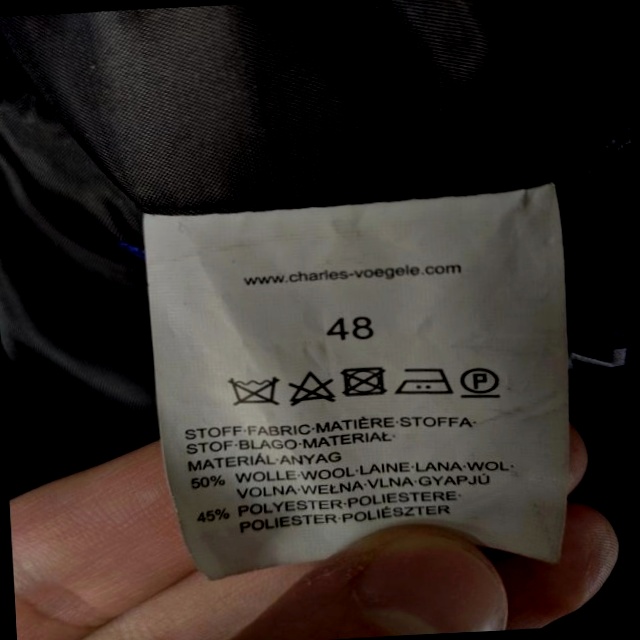 www.charles-voegele.com
48
P
STOFF·FABRIC·MATIÈRE·STOFFA·
STOF·BLAGO·MATERIAŁ·
MATERIÁL·ANYAG
50% WOLLE·WOOL·LAINE·LANA·WOL·
VOLNA·WEŁNA·VLNA·GYAPJÚ
45% POLYESTER·POLIESTERE·
POLIESTER·POLIÉSZTER